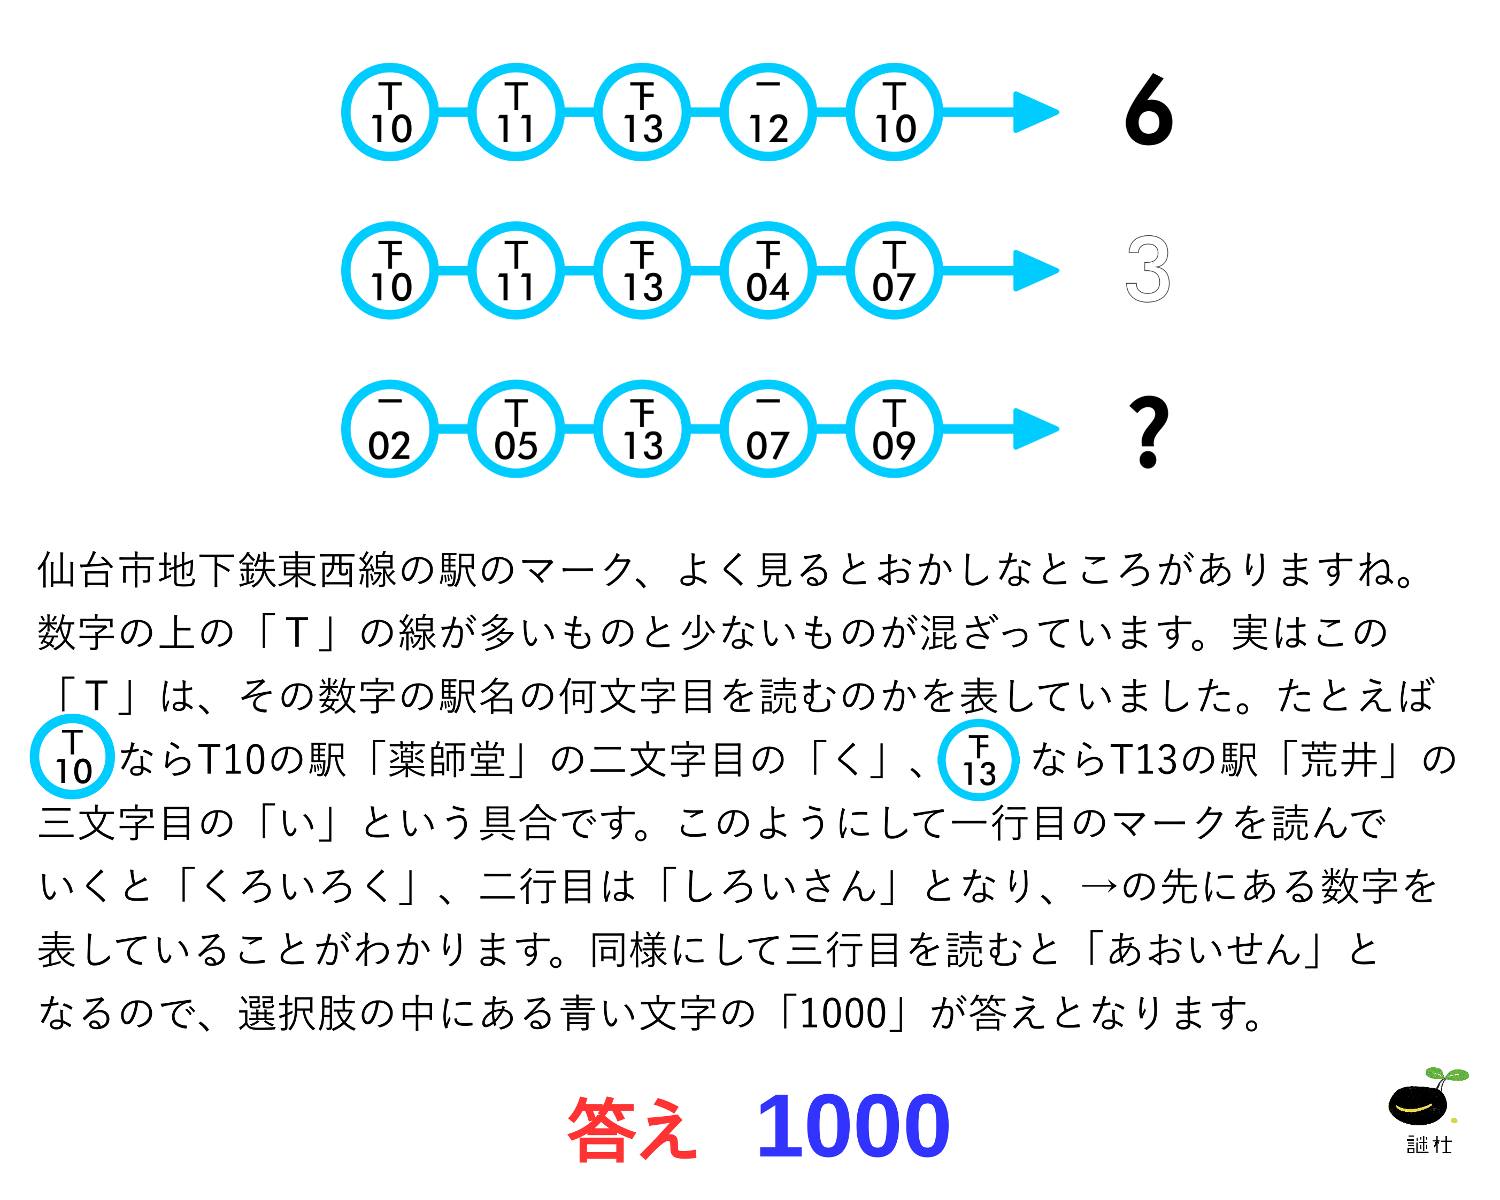 T 10 T 11 下 13 一 12 T 10 6
下 10 T 11 下 13 下 04 T 07 3
一 02 T 05 下 13 一 07 T 09 ?
仙台市地下鉄東西線の駅のマーク、よく見るとおかしなところがありますね。
数字の上の「T」の線が多いものと少ないものが混ざっています。実はこの
「T」は、その数字の駅名の何文字目を読むのかを表していました。たとえば
T 10 ならT10の駅「薬師堂」の二文字目の「く」、 下 13 ならT13の駅「荒井」の
三文字目の「い」という具合です。このようにして一行目のマークを読んで
いくと「くろいろく」、二行目は「しろいさん」となり、→の先にある数字を
表していることがわかります。同様にして三行目を読むと「あおいせん」と
なるので、選択肢の中にある青い文字の「1000」が答えとなります。
答え 1000
謎杜